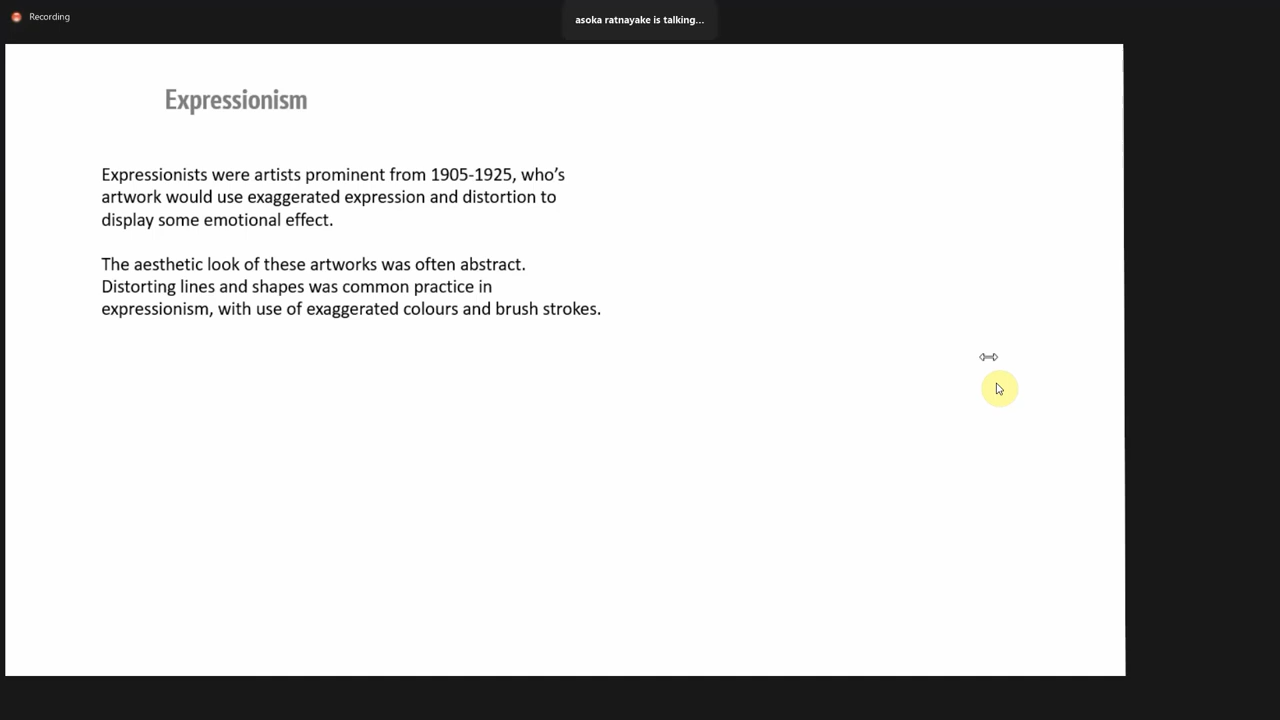 Recording
asoka ratnayake is talking...
Expressionism
Expressionists were artists prominent from 1905-1925, who’s
artwork would use exaggerated expression and distortion to
display some emotional effect.
The aesthetic look of these artworks was often abstract.
Distorting lines and shapes was common practice in
expressionism, with use of exaggerated colours and brush strokes.